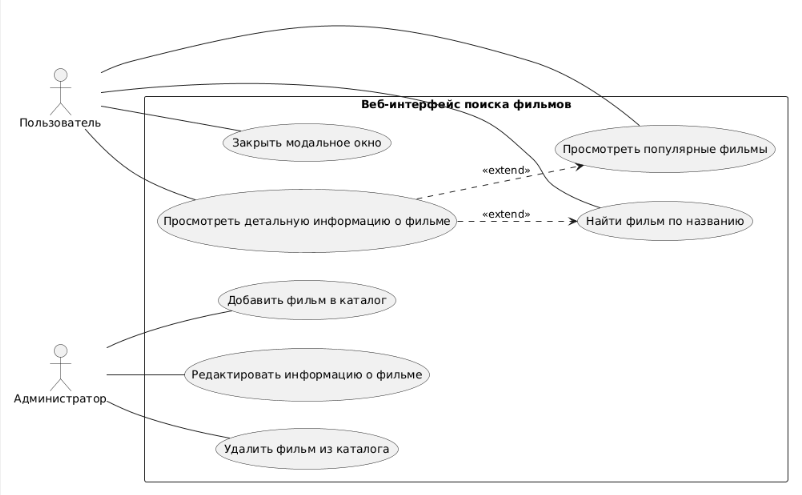 Веб-интерфейс поиска фильмов
Пользователь
Закрыть модальное окно
Просмотреть популярные фильмы
«extend»
Просмотреть детальную информацию о фильме
«extend»
Найти фильм по названию
Добавить фильм в каталог
Администратор
Редактировать информацию о фильме
Удалить фильм из каталога